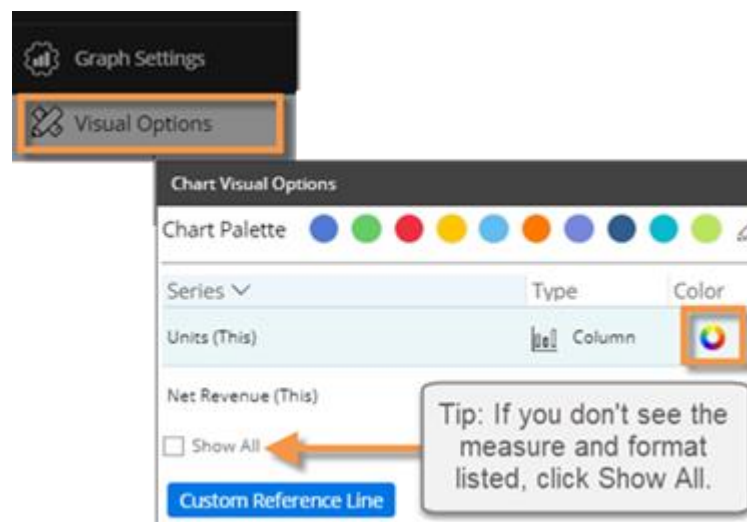 Graph Settings
Visual Options
Chart Visual Options
Chart Palette
Series Type Color
Units (This) Column
Net Revenue (This)
Show All
Tip: If you don't see the
measure and format
listed, click Show All.
Custom Reference Line